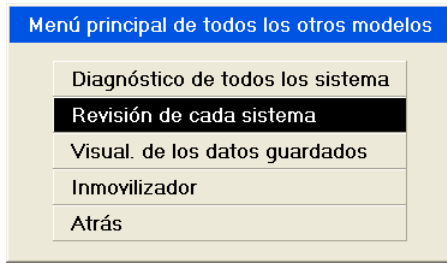 Menú principal de todos los otros modelos
Diagnóstico de todos los sistema
Revisión de cada sistema
Visual. de los datos guardados
Inmovilizador
Atrás